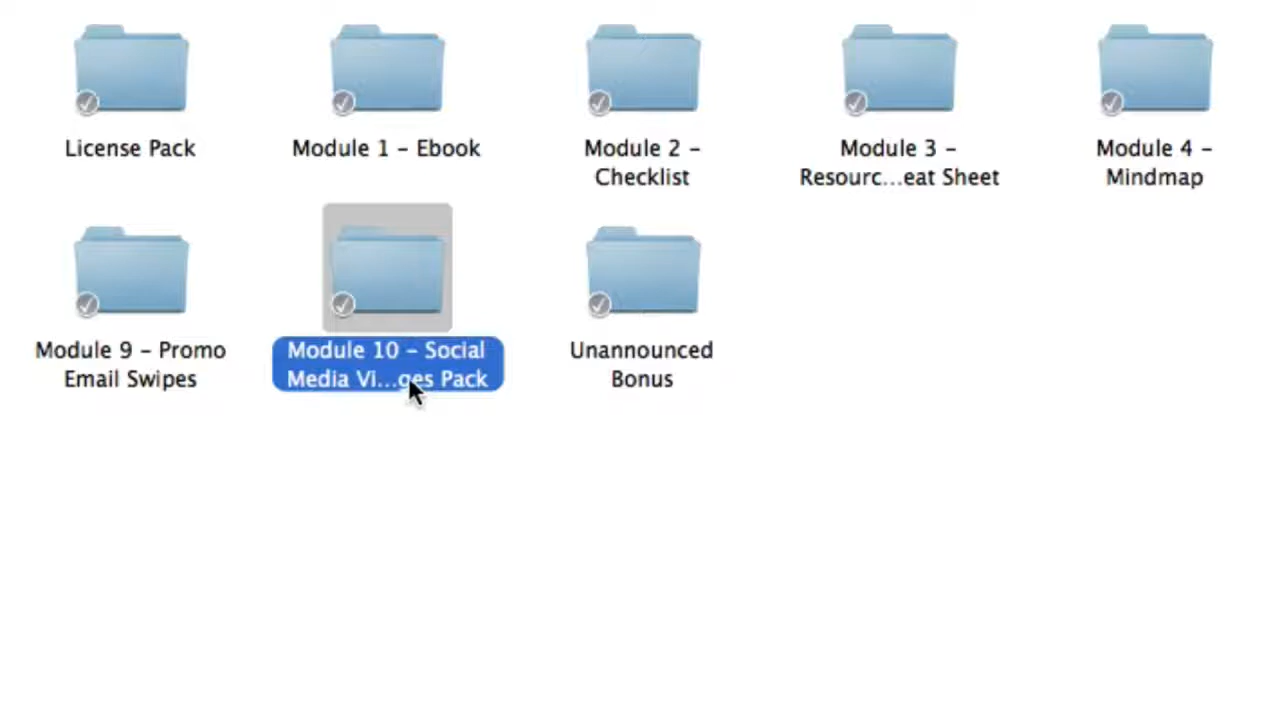 License Pack
Module 1 – Ebook
Module 2 –
Checklist
Module 3 –
Resourc...eat Sheet
Module 4 –
Mindmap
Module 9 – Promo
Email Swipes
Module 10 – Social
Media Vi...ges Pack
Unannounced
Bonus